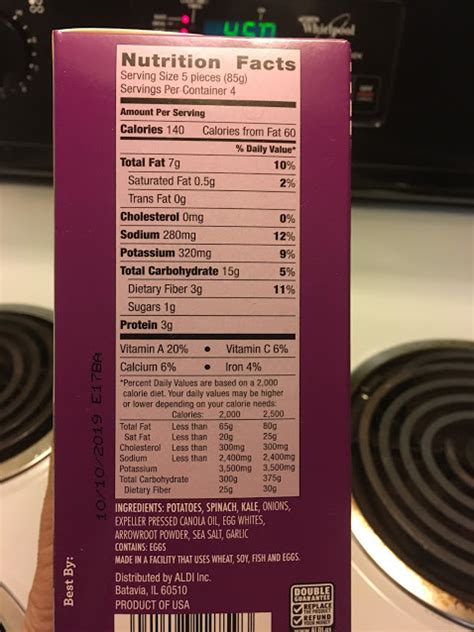 Whirlpool
Nutrition Facts
Serving Size 5 pieces (85g)
Servings Per Container 4
Amount Per Serving
Calories 140 Calories from Fat 60
% Daily Value*
Total Fat 7g 10%
Saturated Fat 0.5g 2%
Trans Fat 0g
Cholesterol 0mg 0%
Sodium 280mg 12%
Potassium 320mg 9%
Total Carbohydrate 15g 5%
Dietary Fiber 3g 11%
Sugars 1g
Protein 3g
Vitamin A 20% • Vitamin C 6%
Calcium 6% • Iron 4%
*Percent Daily Values are based on a 2,000
calorie diet. Your daily values may be higher
or lower depending on your calorie needs:
Calories: 2,000 2,500
Total Fat Less than 65g 80g
Sat Fat Less than 20g 25g
Cholesterol Less than 300mg 300mg
Sodium Less than 2,400mg 2,400mg
Potassium 3,500mg 3,500mg
Total Carbohydrate 300g 375g
Dietary Fiber 25g 30g
INGREDIENTS: POTATOES, SPINACH, KALE, ONIONS,
EXPELLER PRESSED CANOLA OIL, EGG WHITES,
ARROWROOT POWDER, SEA SALT, GARLIC
CONTAINS: EGGS
MADE IN A FACILITY THAT USES WHEAT, SOY, FISH AND EGGS.
Distributed by ALDI Inc.
Batavia, IL 60510
PRODUCT OF USA
Best By: 10/10/2019 E17BA
DOUBLE
GUARANTEE
REPLACE
THE PRODUCT
REFUND
YOUR MONEY